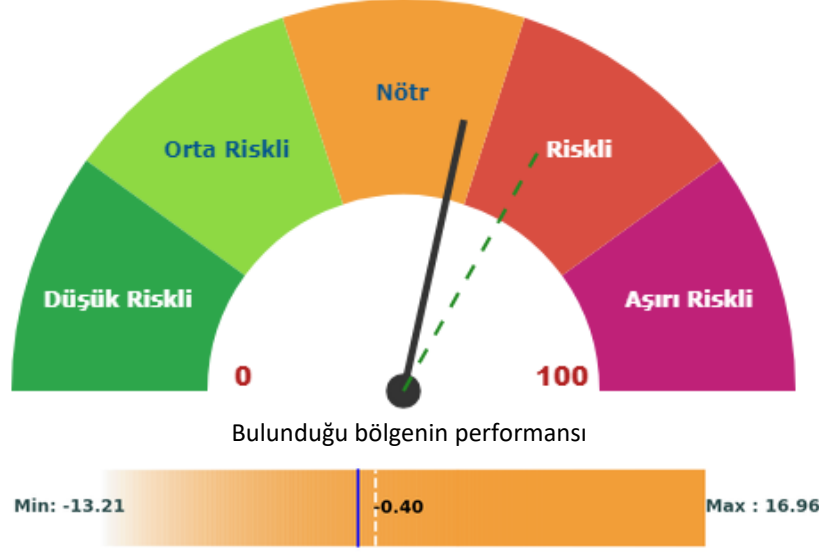 Nötr
Orta Riskli
Riskli
Düşük Riskli
Aşırı Riskli
0
100
Bulunduğu bölgenin performansı
Min: -13.21
-0.40
Max : 16.96